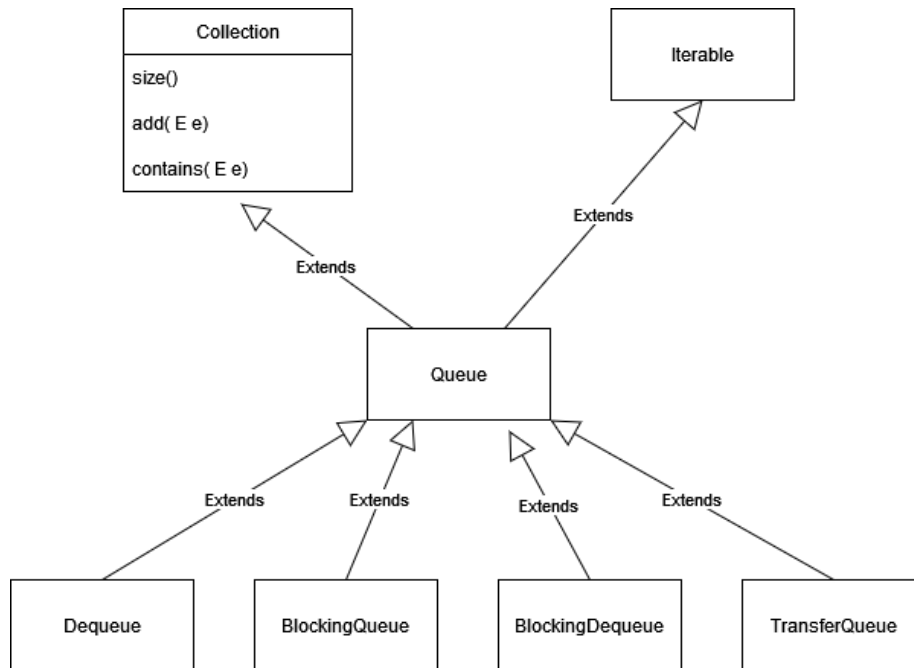 Collection
Iterable
size()
add( E e)
contains( E e)
Extends
Extends
Queue
Extends
Extends
Extends
Extends
Dequeue
BlockingQueue
BlockingDequeue
TransferQueue